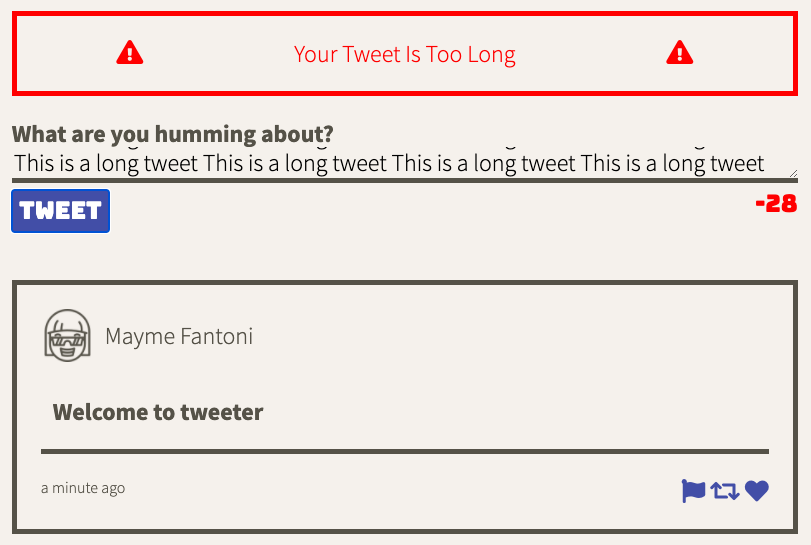 Your Tweet Is Too Long
What are you humming about?
This is a long tweet This is a long tweet This is a long tweet This is a long tweet
TWEET
-28
Mayme Fantoni
Welcome to tweeter
a minute ago